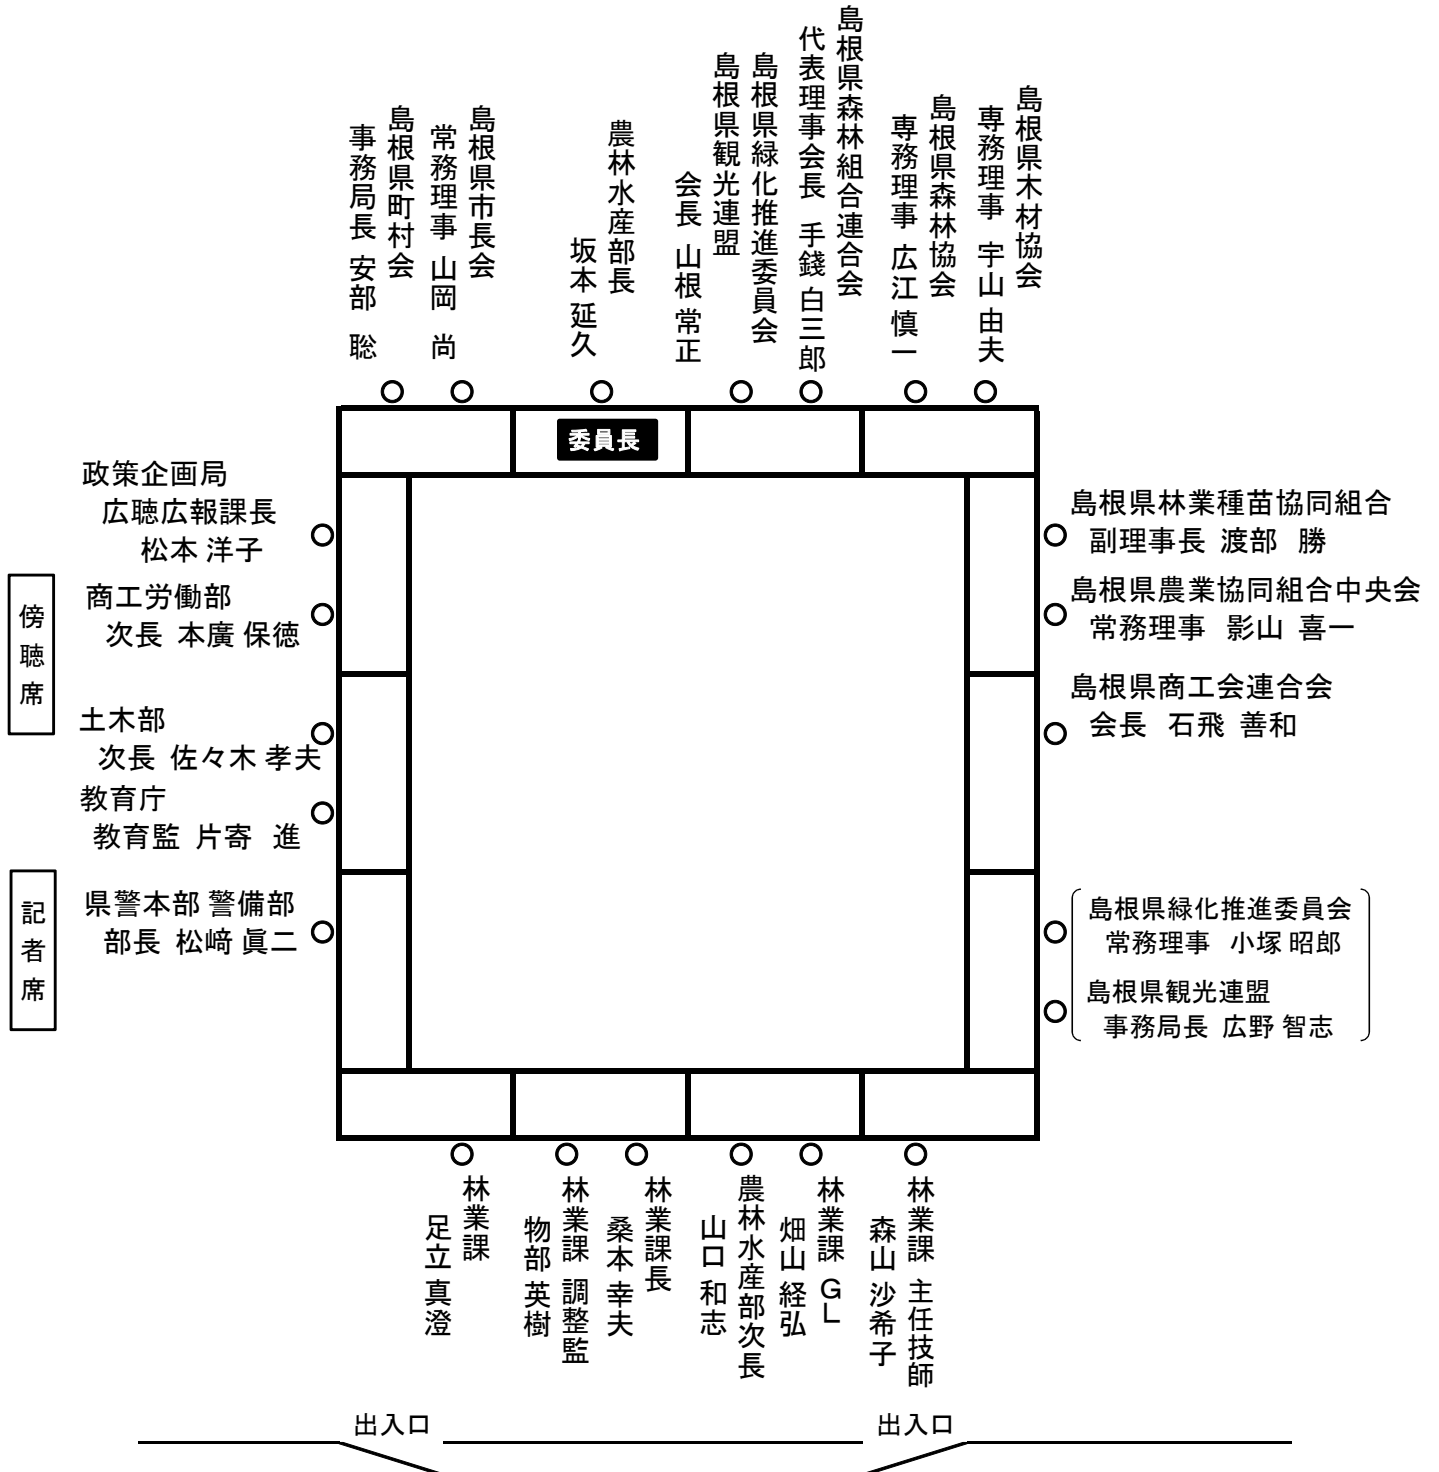 島根県木材協会
専務理事 宇山 由夫
島根県森林協会
専務理事 広江 慎一
島根県森林組合連合会
代表理事会長 手錢 白三郎
島根県緑化推進委員会
島根県観光連盟
会長 山根 常正
農林水産部長
坂本 延久
島根県市長会
常務理事 山岡 尚
島根県町村会
事務局長 安部 聡
委員長
政策企画局
広聴広報課長
松本 洋子
商工労働部
次長 本廣 保徳
土木部
次長 佐々木 孝夫
教育庁
教育監 片寄 進
県警本部 警備部
部長 松﨑 眞二
傍聴席
記者席
島根県林業種苗協同組合
副理事長 渡部 勝
島根県農業協同組合中央会
常務理事 影山 喜一
島根県商工会連合会
会長 石飛 善和
島根県緑化推進委員会
常務理事 小塚 昭郎
島根県観光連盟
事務局長 広野 智志
林業課 主任技師
森山 沙希子
林業課 GL
畑山 経弘
農林水産部次長
山口 和志
林業課長
桑本 幸夫
林業課 調整監
物部 英樹
林業課
足立 真澄
出入口
出入口